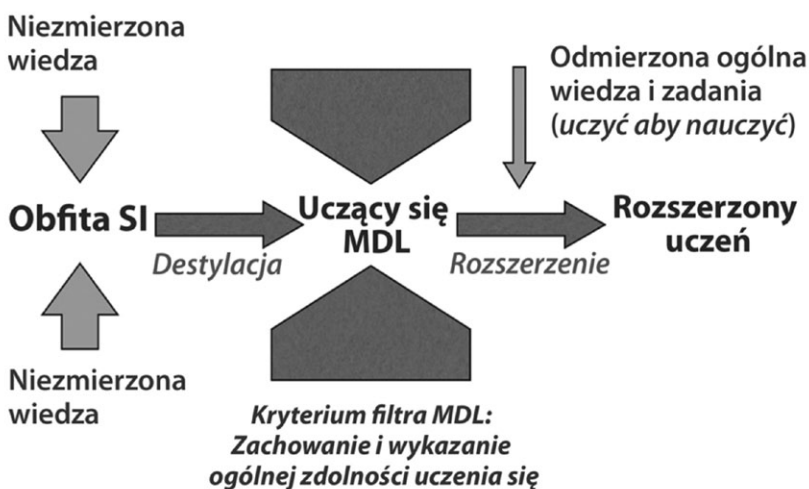 Niezmierzona
wiedza
Odmierzona ogólna
wiedza i zadania
(uczyć aby nauczyć)
Obfita SI
Destylacja
Uczący się
MDL
Rozszerzenie
Rozszerzony
uczeń
Niezmierzona
wiedza
Kryterium filtra MDL:
Zachowanie i wykazanie
ogólnej zdolności uczenia się